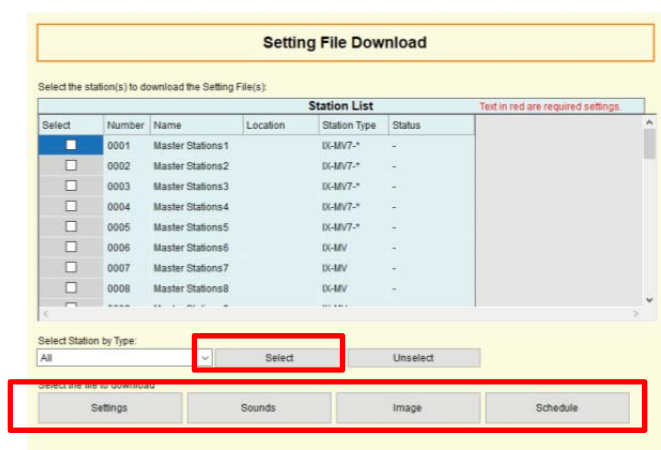 Setting File Download
Select the station(s) to download the Setting File(s):
Station List Text in red are required settings.
Select Number Name Location Station Type Status
0001 Master Stations1 IX-MV7-* -
0002 Master Stations2 IX-MV7-* -
0003 Master Stations3 IX-MV7-* -
0004 Master Stations4 IX-MV7-* -
0005 Master Stations5 IX-MV7-* -
0006 Master Stations6 IX-MV -
0007 Master Stations7 IX-MV -
0008 Master Stations8 IX-MV -
Select Station by Type:
All Select Unselect
Select the file to download
Settings Sounds Image Schedule